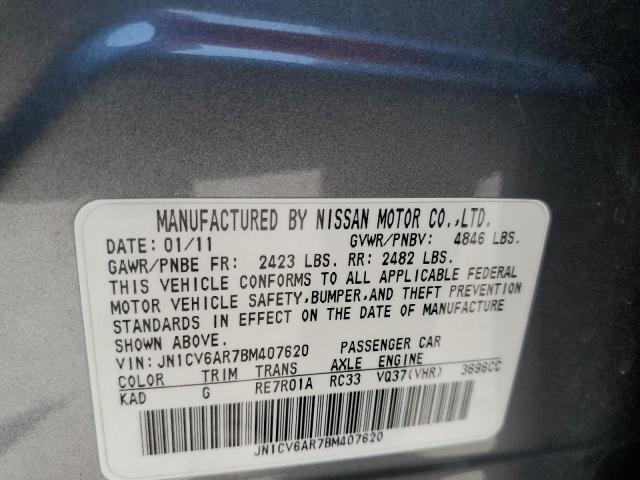 MANUFACTURED BY NISSAN MOTOR CO.,LTD.
DATE: 01/11 GVWR/PNBV: 4846 LBS.
GAWR/PNBE FR: 2423 LBS. RR: 2482 LBS.
THIS VEHICLE CONFORMS TO ALL APPLICABLE FEDERAL
MOTOR VEHICLE SAFETY,BUMPER,AND THEFT PREVENTION
STANDARDS IN EFFECT ON THE DATE OF MANUFACTURE
SHOWN ABOVE.
VIN: JN1CV6AR7BM407620 PASSENGER CAR
COLOR TRIM TRANS AXLE ENGINE
KAD G RE7R01A RC33 VQ37(VHR) 3696CC
JN1CV6AR7BM407620